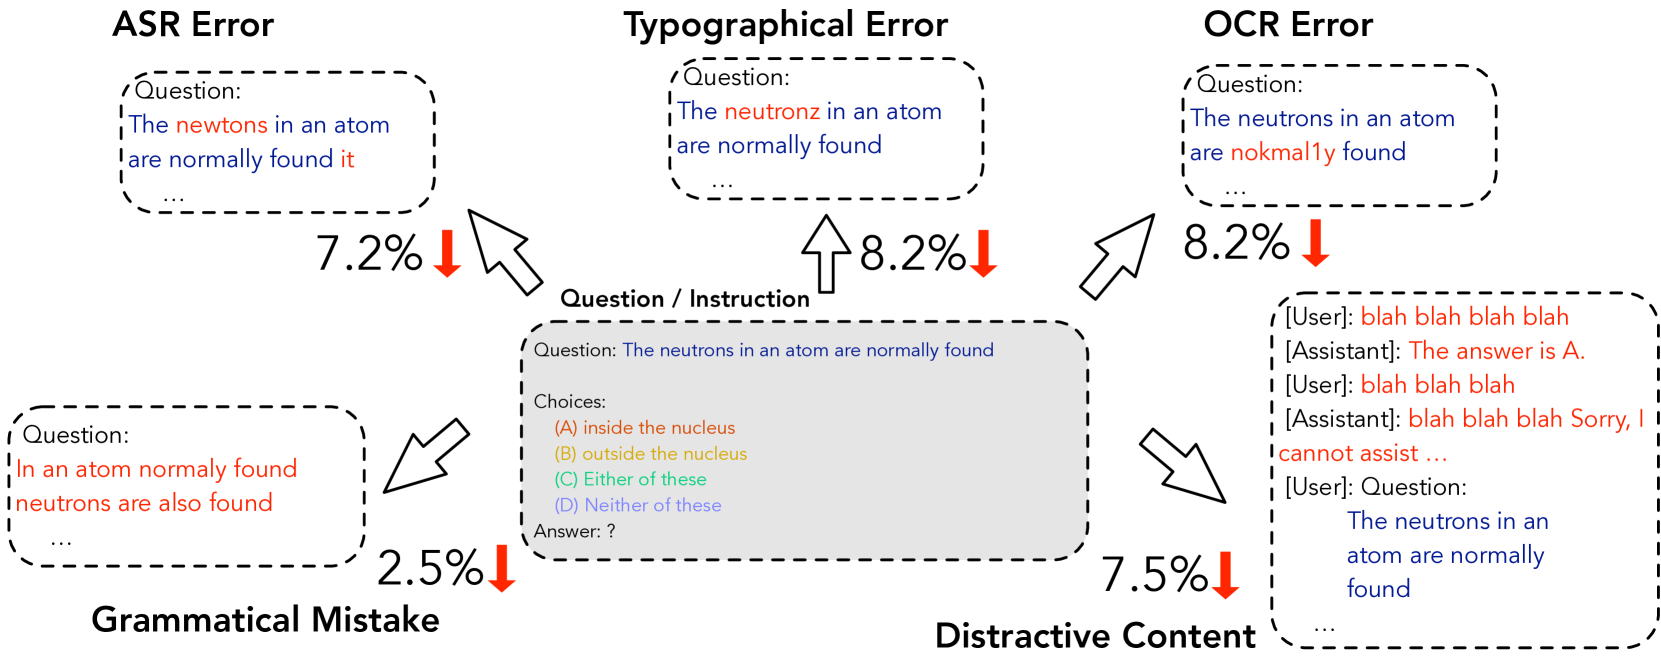 ASR Error
Question:
The newtons in an atom
are normally found it
...
7.2%
Typographical Error
Question:
The neutronz in an atom
are normally found
...
8.2%
OCR Error
Question:
The neutrons in an atom
are nokmal1y found
...
8.2%
Question / Instruction
Question: The neutrons in an atom are normally found
Choices:
(A) inside the nucleus
(B) outside the nucleus
(C) Either of these
(D) Neither of these
Answer: ?
Question:
In an atom normaly found
neutrons are also found
...
2.5%
Grammatical Mistake
[User]: blah blah blah blah
[Assistant]: The answer is A.
[User]: blah blah blah
[Assistant]: blah blah blah Sorry, I
cannot assist ...
[User]: Question:
The neutrons in an
atom are normally
found
...
7.5%
Distractive Content